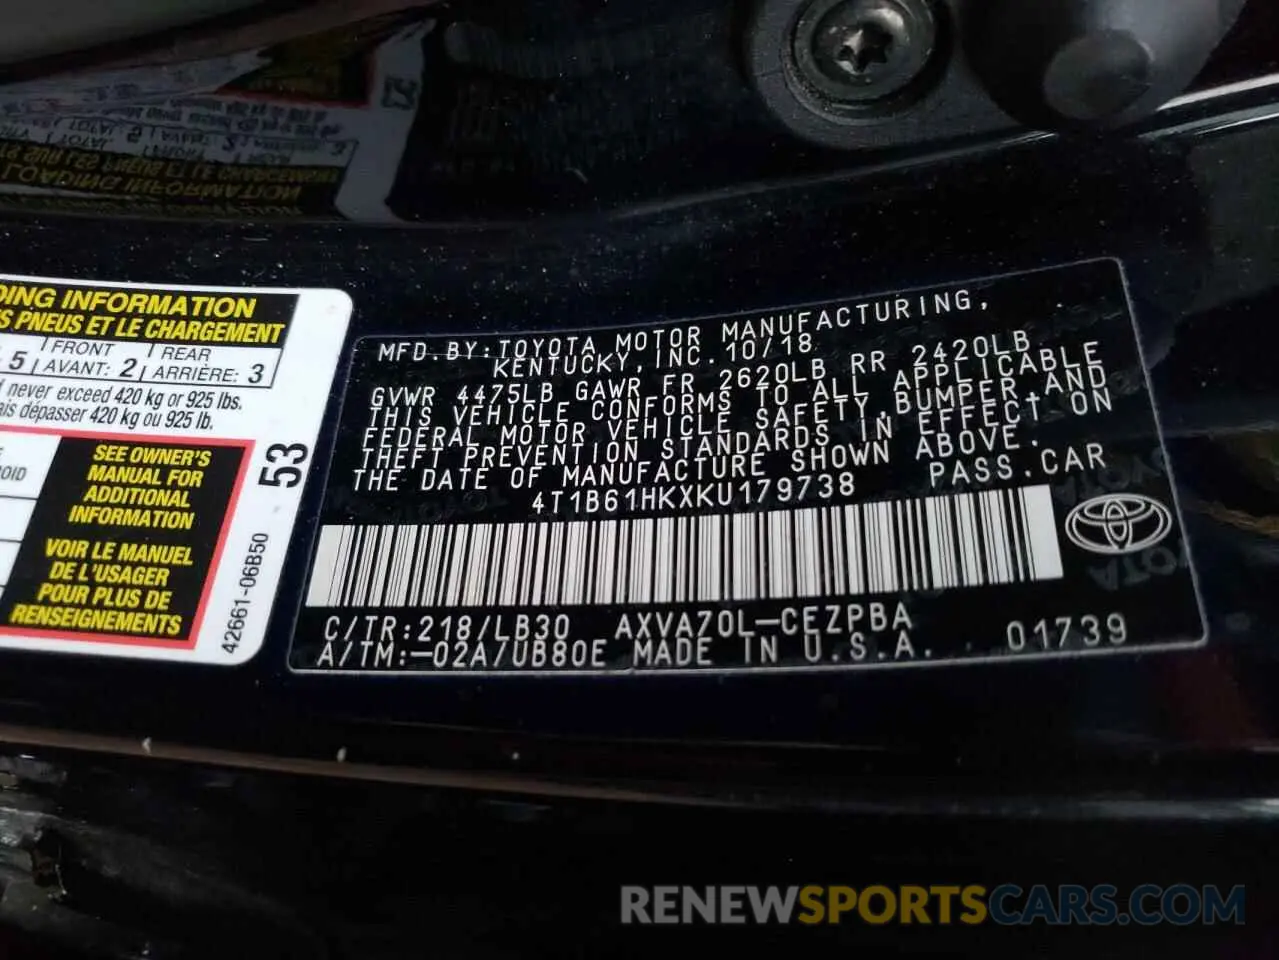 DING INFORMATION
S PNEUS ET LE CHARGEMENT
5 FRONT AVANT: 2 REAR ARRIÈRE: 3
never exceed 420 kg or 925 lbs.
ais dépasser 420 kg ou 925 lb.
SEE OWNER'S
MANUAL FOR
ADDITIONAL
INFORMATION
VOIR LE MANUEL
DE L'USAGER
POUR PLUS DE
RENSEIGNEMENTS
53
42661-06B50
MFD.BY:TOYOTA MOTOR MANUFACTURING,
KENTUCKY,INC.10/18
GVWR 4475LB GAWR FR 2620LB RR 2420LB
THIS VEHICLE CONFORMS TO ALL APPLICABLE
FEDERAL MOTOR VEHICLE SAFETY,BUMPER,AND
THEFT PREVENTION STANDARDS IN EFFECT ON
THE DATE OF MANUFACTURE SHOWN ABOVE.
4T1B61HKXKU179738 PASS.CAR
C/TR:218/LB30 AXVA70L-CEZPBA
A/TM:-02A/UB80E MADE IN U.S.A. 01739
RENEWSPORTSCARS.COM